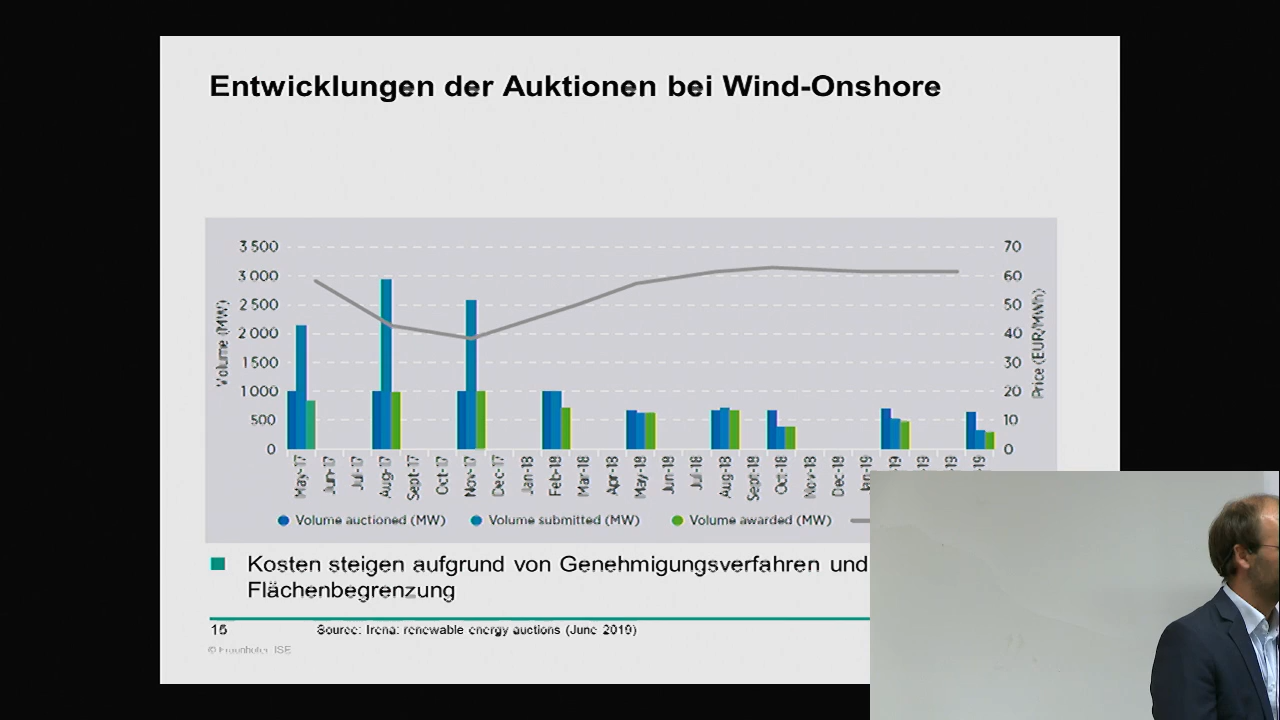 Entwicklungen der Auktionen bei Wind-Onshore
3 500
3 000
2 500
2 000
1 500
1 000
500
0
Volume (MW)
70
60
50
40
30
20
10
0
Price (EUR/MWh)
May-17
Jun-17
Jul-17
Aug-17
Sept-17
Oct-17
Nov-17
Dec-17
Jan-18
Feb-18
Mar-18
Apr-18
May-18
Jun-18
Jul-18
Aug-18
Sept-18
Oct-18
Nov-18
Dec-18
Jan-19
Volume auctioned (MW) Volume submitted (MW) Volume awarded (MW)
Kosten steigen aufgrund von Genehmigungsverfahren und
Flächenbegrenzung
15 Source: Irena: renewable energy auctions (June 2019)
© Fraunhofer ISE